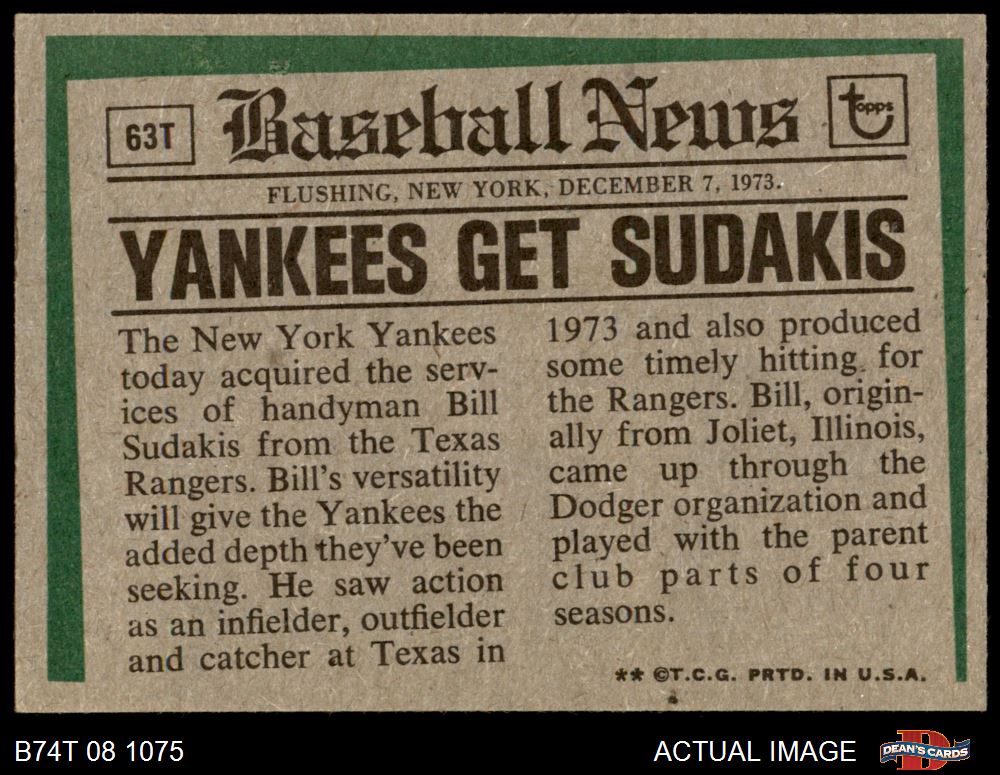 63T
Baseball News
topps
FLUSHING, NEW YORK, DECEMBER 7, 1973.
YANKEES GET SUDAKIS
The New York Yankees
today acquired the serv-
ices of handyman Bill
Sudakis from the Texas
Rangers. Bill's versatility
will give the Yankees the
added depth they've been
seeking. He saw action
as an infielder, outfielder
and catcher at Texas in
1973 and also produced
some timely hitting for
the Rangers. Bill, origin-
ally from Joliet, Illinois,
came up through the
Dodger organization and
played with the parent
club parts of four
seasons.
** ©T.C.G. PRTD. IN U.S.A.
B74T 08 1075
ACTUAL IMAGE
DEAN'S CARDS